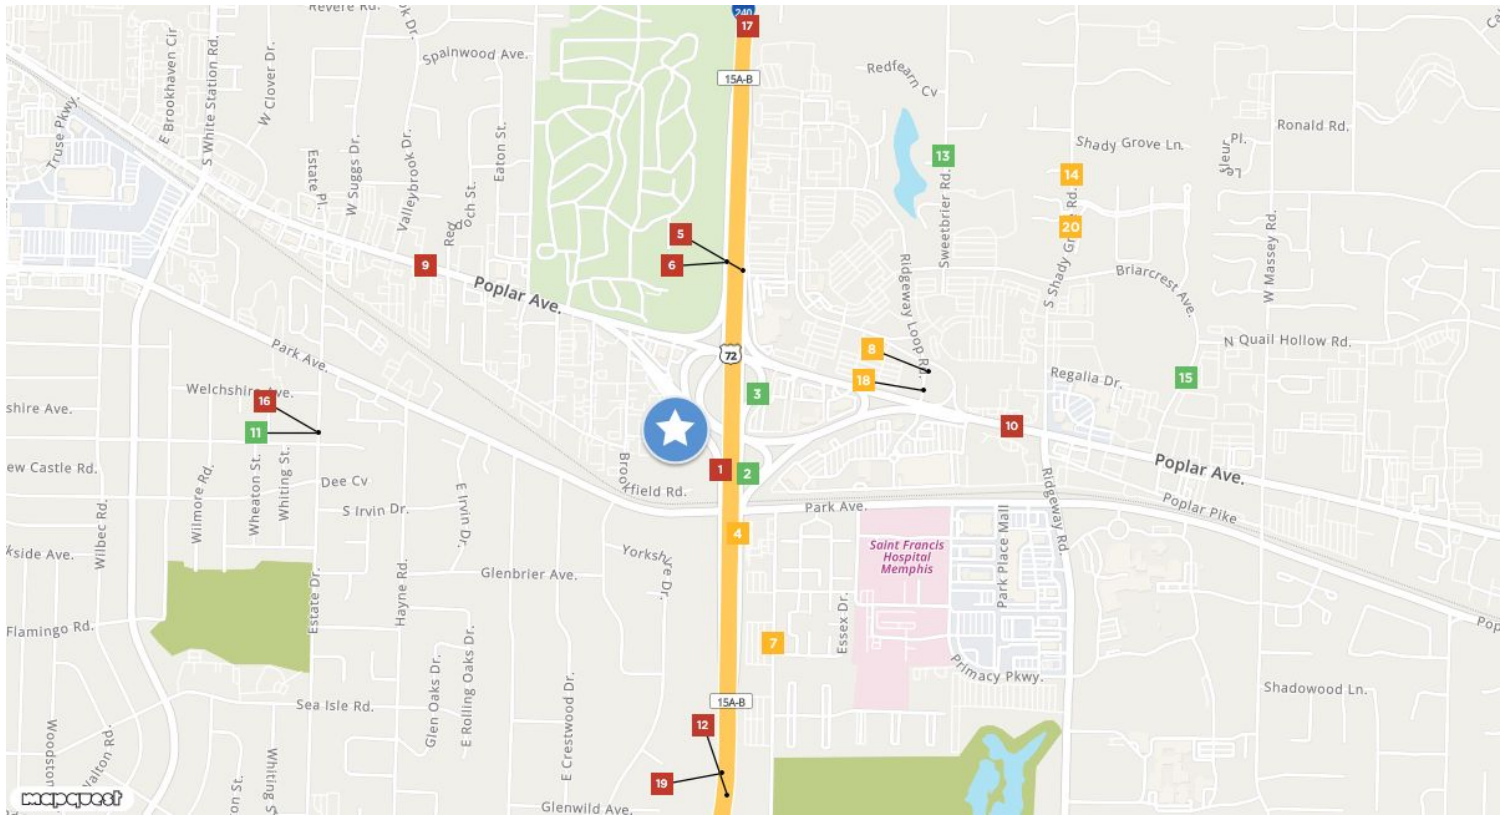 Revere Rd.
240
17
15A-B
Spainwood Ave.
Redfearn Cv
Truse Pkwy.
E Brookhaven Cir
S White Station Rd.
W Clover Dr.
Estate Pl.
W Suggs Dr.
Valleybrook Dr.
Eaton St.
Ronald Rd.
Shady Grove Ln.
13
14
20
Sweetbrier Rd.
W Massey Rd.
5
6
9
Poplar Ave.
Ridgeway Loop Rd.
Briarcrest Ave.
N Quail Hollow Rd.
72
8
18
Regalia Dr.
15
3
Park Ave.
Welchshire Ave.
shire Ave.
16
11
10
Poplar Ave.
1
2
ew Castle Rd.
Wilmore Rd.
Wheaton St.
Whiting St.
Dee Cv
S Irvin Dr.
E Irvin Dr.
Brookfield Rd.
Park Ave.
Poplar Pike
Ridgeway Rd.
Wilbec Rd.
kside Ave.
4
Saint Francis
Hospital
Memphis
Park Place Mall
Glenbrier Ave.
Estate Dr.
Hayne Rd.
Essex Dr.
Flamingo Rd.
7
Primacy Pkwy.
Glen Oaks Dr.
E Rolling Oaks Dr.
E Crestwood Dr.
Sea Isle Rd.
15A-B
Shadowood Ln.
12
19
Glenwild Ave.
mapquest